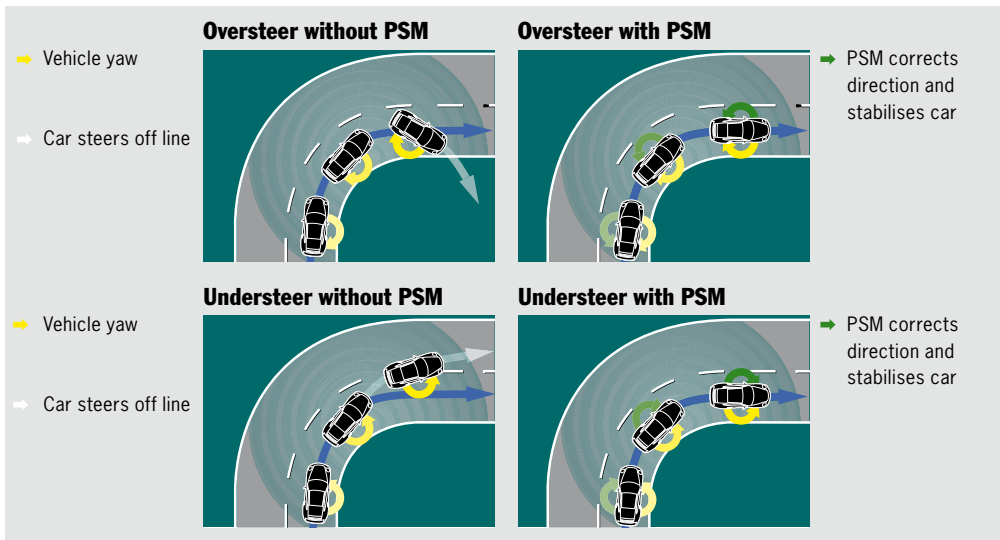 Oversteer without PSM
Oversteer with PSM
Vehicle yaw
Car steers off line
PSM corrects
direction and
stabilises car
Understeer without PSM
Understeer with PSM
Vehicle yaw
Car steers off line
PSM corrects
direction and
stabilises car